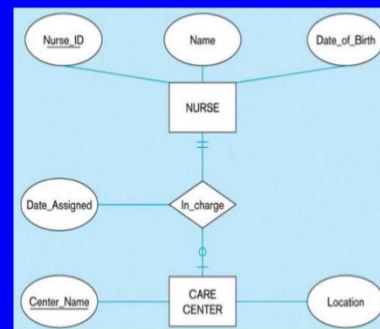 Nurse_ID
Name
Date_of_Birth
NURSE
Date_Assigned
In_charge
Center_Name
CARE
CENTER
Location